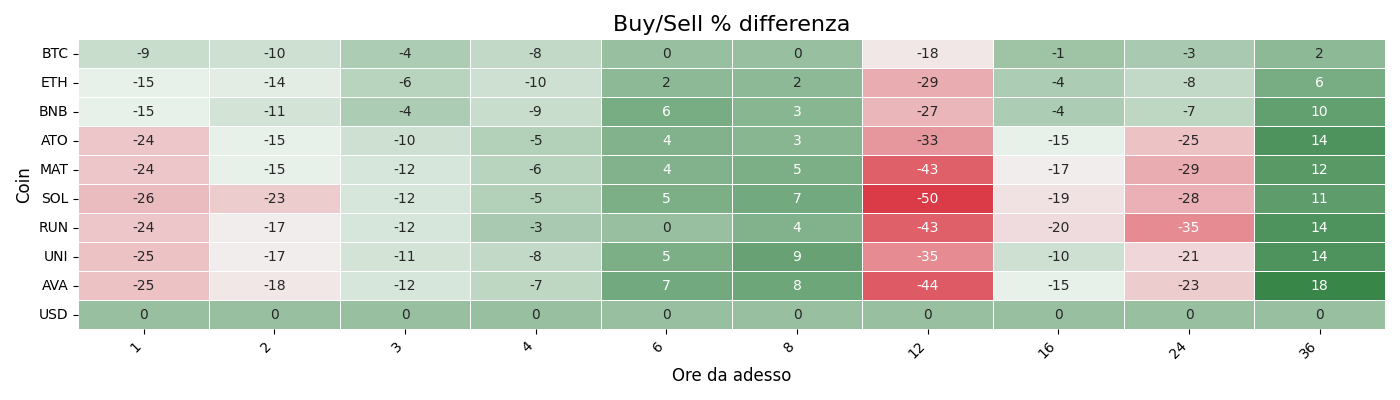 Buy/Sell % differenza
Coin
BTC -9 -10 -4 -8 0 0 -18 -1 -3 2
ETH -15 -14 -6 -10 2 2 -29 -4 -8 6
BNB -15 -11 -4 -9 6 3 -27 -4 -7 10
ATO -24 -15 -10 -5 4 3 -33 -15 -25 14
MAT -24 -15 -12 -6 4 5 -43 -17 -29 12
SOL -26 -23 -12 -5 5 7 -50 -19 -28 11
RUN -24 -17 -12 -3 0 4 -43 -20 -35 14
UNI -25 -17 -11 -8 5 9 -35 -10 -21 14
AVA -25 -18 -12 -7 7 8 -44 -15 -23 18
USD 0 0 0 0 0 0 0 0 0 0
1 2 3 4 6 8 12 16 24 36
Ore da adesso